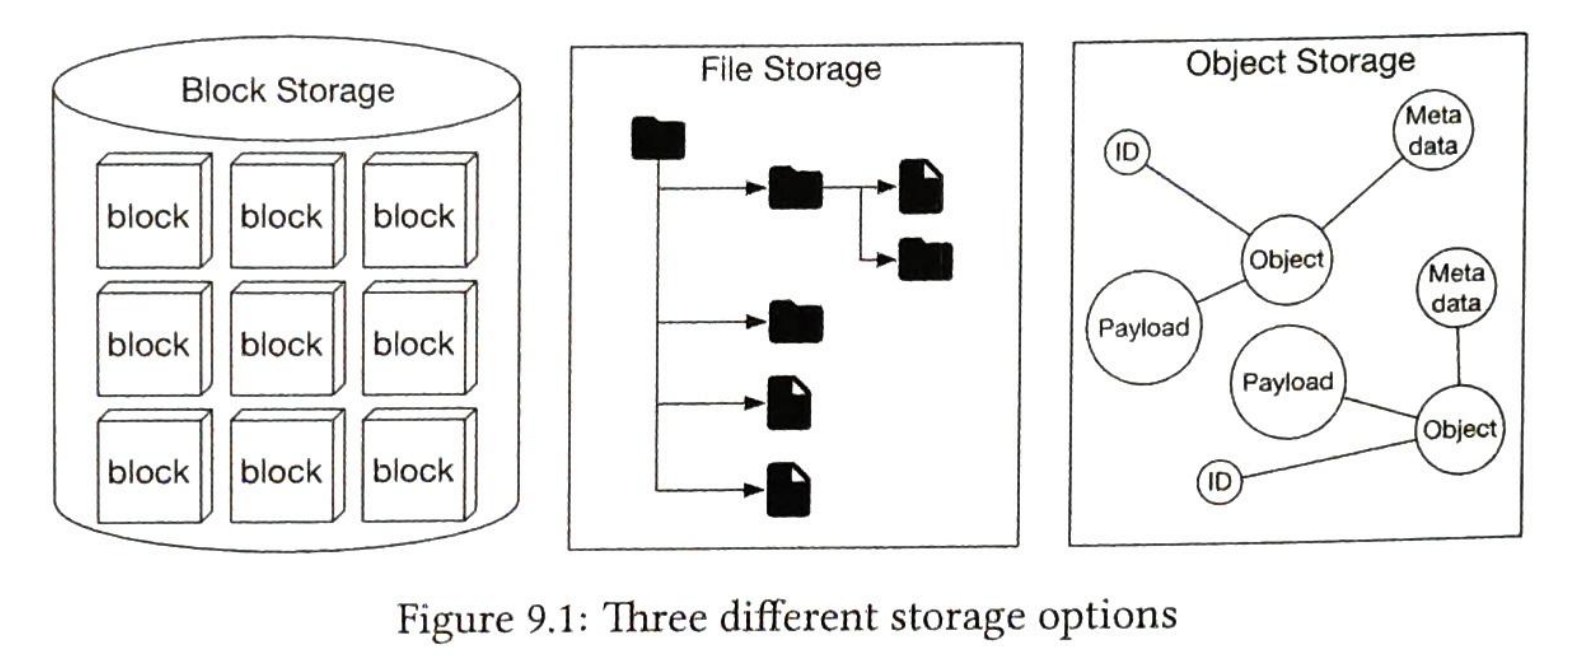 Block Storage
block block block
block block block
block block block
File Storage
Object Storage
ID
Meta
data
Object
Payload
Meta
data
Payload
Object
ID
Figure 9.1: Three different storage options